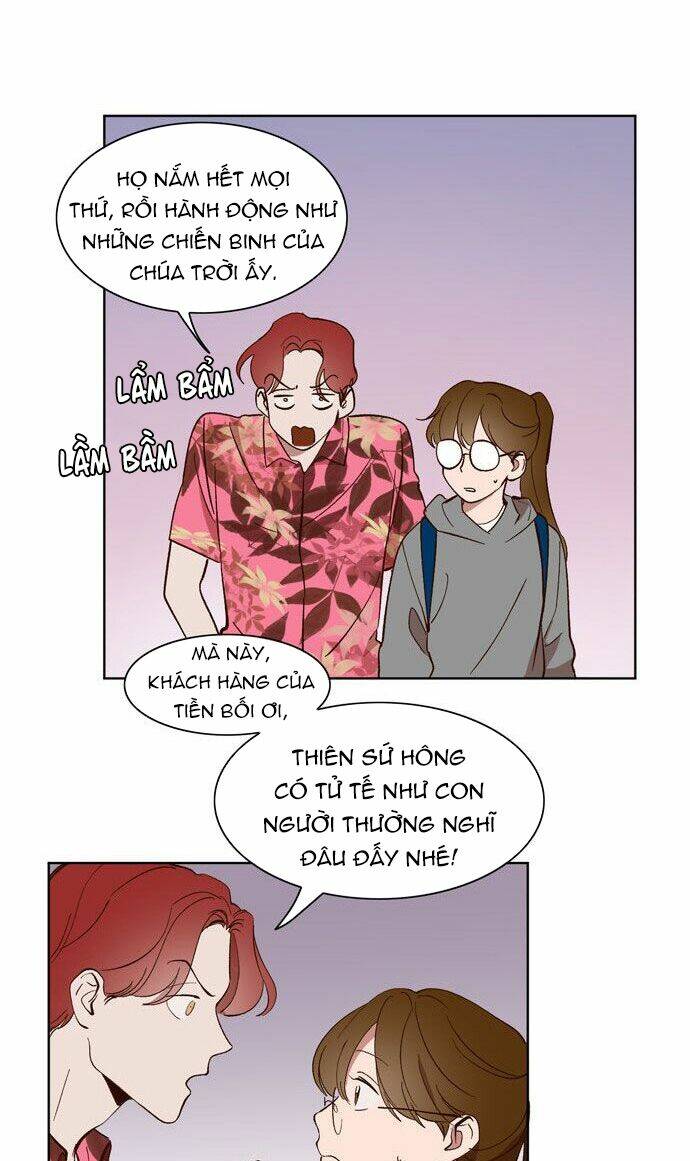 HỌ NẮM HẾT MỌI
THỨ, RỒI HÀNH ĐỘNG NHƯ
NHỮNG CHIẾN BINH CỦA
CHÚA TRỜI ẤY.
LẨM BẨM
LẦM BẦM
MÀ NÀY,
KHÁCH HÀNG CỦA
TIỀN BỐI ƠI,
THIÊN SỨ HÔNG
CÓ TỬ TẾ NHƯ CON
NGƯỜI THƯỜNG NGHĨ
ĐÂU ĐẤY NHÉ!